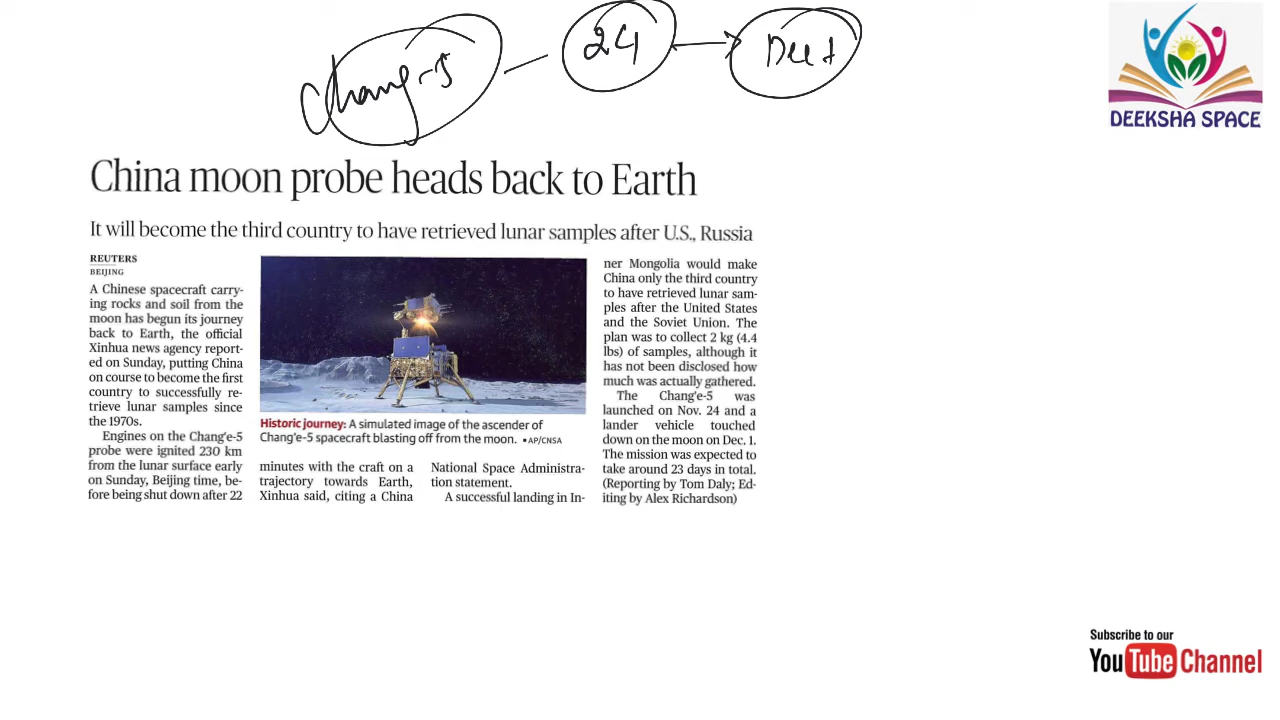 Chang-5 - 24 → Dec 1
DEEKSHA SPACE
China moon probe heads back to Earth
It will become the third country to have retrieved lunar samples after U.S., Russia
REUTERS
BEIJING
A Chinese spacecraft carry-
ing rocks and soil from the
moon has begun its journey
back to Earth, the official
Xinhua news agency report-
ed on Sunday, putting China
on course to become the first
country to successfully re-
trieve lunar samples since
the 1970s.
Engines on the Chang'e-5
probe were ignited 230 km
from the lunar surface early
on Sunday, Beijing time, be-
fore being shut down after 22
Historic journey: A simulated image of the ascender of
Chang'e-5 spacecraft blasting off from the moon. •AP/CNSA
minutes with the craft on a
trajectory towards Earth,
Xinhua said, citing a China
National Space Administra-
tion statement.
A successful landing in In-
ner Mongolia would make
China only the third country
to have retrieved lunar sam-
ples after the United States
and the Soviet Union. The
plan was to collect 2 kg (4.4
lbs) of samples, although it
has not been disclosed how
much was actually gathered.
The Chang'e-5 was
launched on Nov. 24 and a
lander vehicle touched
down on the moon on Dec. 1.
The mission was expected to
take around 23 days in total.
(Reporting by Tom Daly; Ed-
iting by Alex Richardson)
Subscribe to our
YouTube Channel